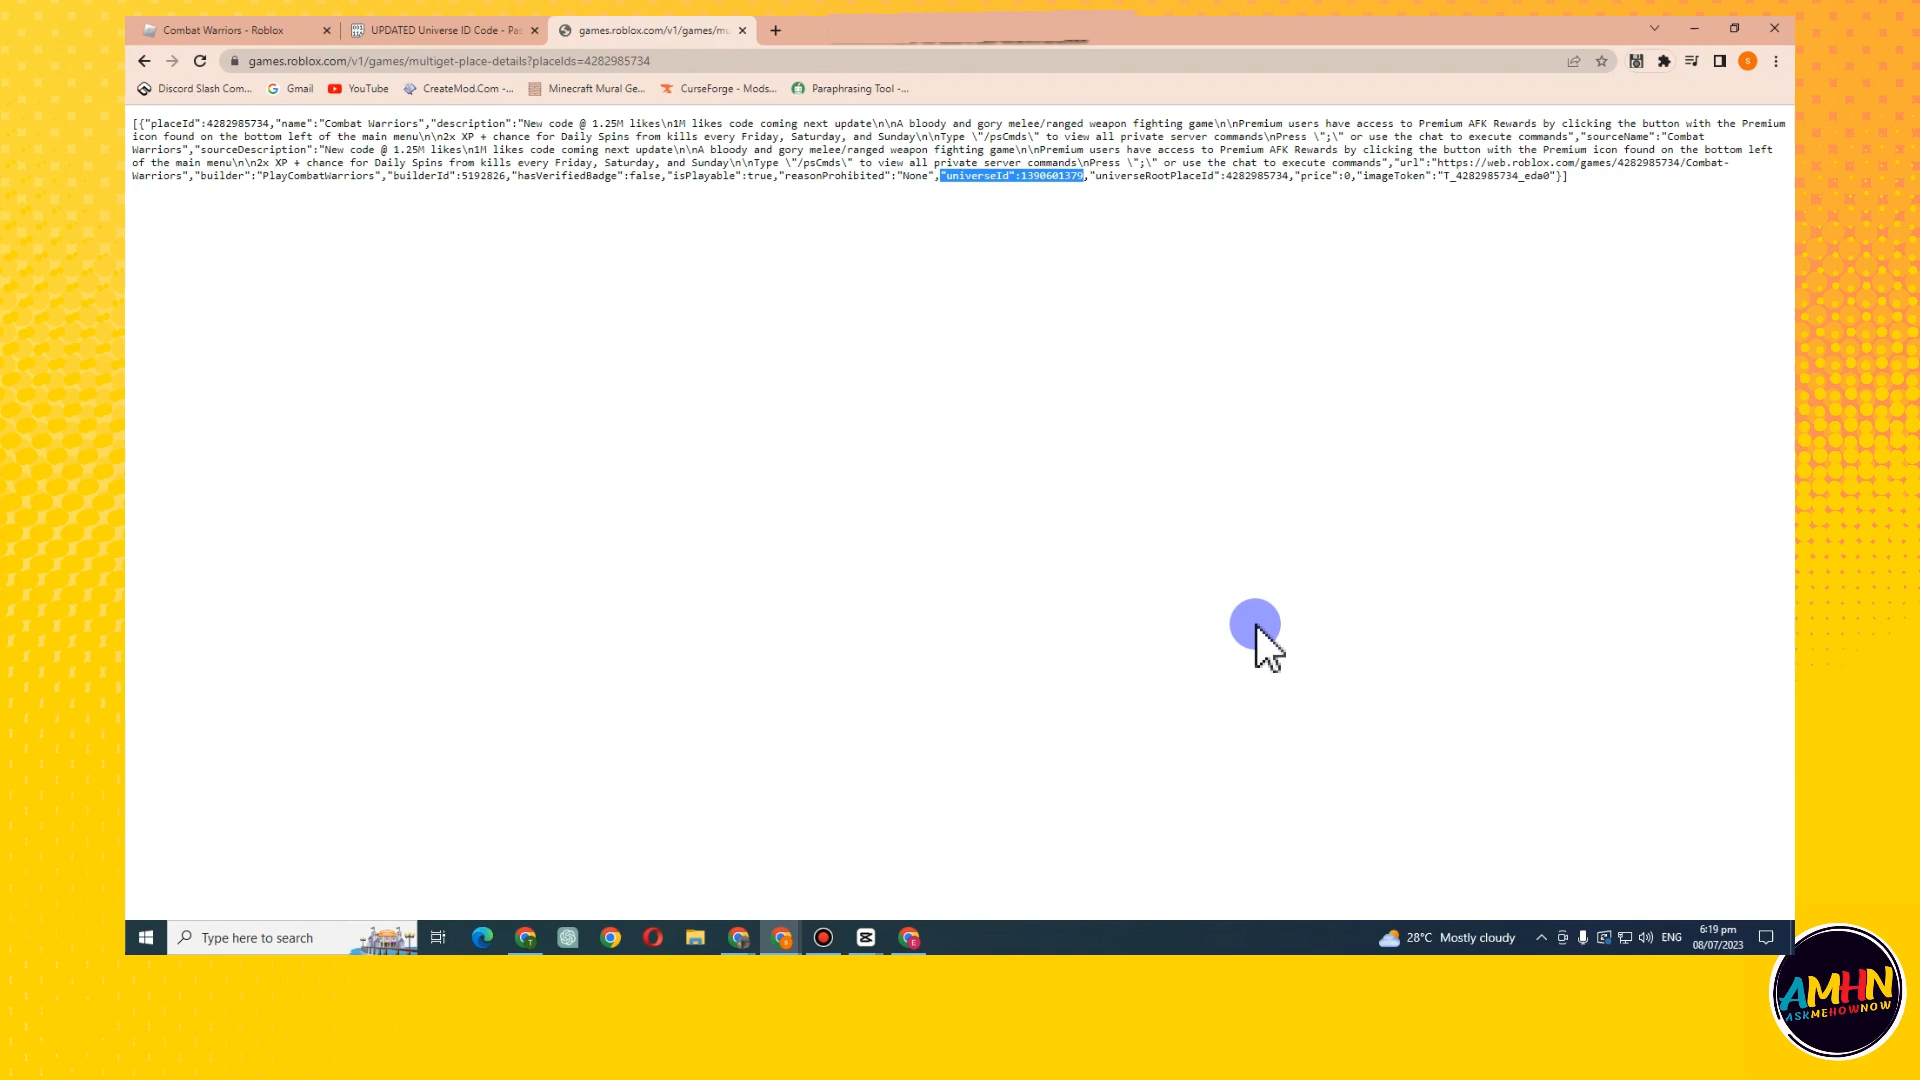 Combat Warriors - Roblox
UPDATED Universe ID Code - Pas
games.roblox.com/v1/games/mu
games.roblox.com/v1/games/multiget-place-details?placeIds=4282985734
S
Discord Slash Com...
Gmail
YouTube
CreateMod.Com -...
Minecraft Mural Ge...
CurseForge - Mods...
Paraphrasing Tool -...
[{"placeId":4282985734,"name":"Combat Warriors","description":"New code @ 1.25M likes\n1M likes code coming next update\n\nA bloody and gory melee/ranged weapon fighting game\n\nPremium users have access to Premium AFK Rewards by clicking the button with the Premium
icon found on the bottom left of the main menu\n\n2x XP + chance for Daily Spins from kills every Friday, Saturday, and Sunday\n\nType \"/psCmds\" to view all private server commands\nPress \";\" or use the chat to execute commands","sourceName":"Combat
Warriors","sourceDescription":"New code @ 1.25M likes\n1M likes code coming next update\n\nA bloody and gory melee/ranged weapon fighting game\n\nPremium users have access to Premium AFK Rewards by clicking the button with the Premium icon found on the bottom left
of the main menu\n\n2x XP + chance for Daily Spins from kills every Friday, Saturday, and Sunday\n\nType \"/psCmds\" to view all private server commands\nPress \";\" or use the chat to execute commands","url":"https://web.roblox.com/games/4282985734/Combat-
Warriors","builder":"PlayCombatWarriors","builderId":5192826,"hasVerifiedBadge":false,"isPlayable":true,"reasonProhibited":"None","universeId":1390601379,"universeRootPlaceId":4282985734,"price":0,"imageToken":"T_4282985734_eda0"}]
Type here to search
28°C Mostly cloudy
ENG
6:19 pm
08/07/2023
AMHN
ASKMEHOWNOW